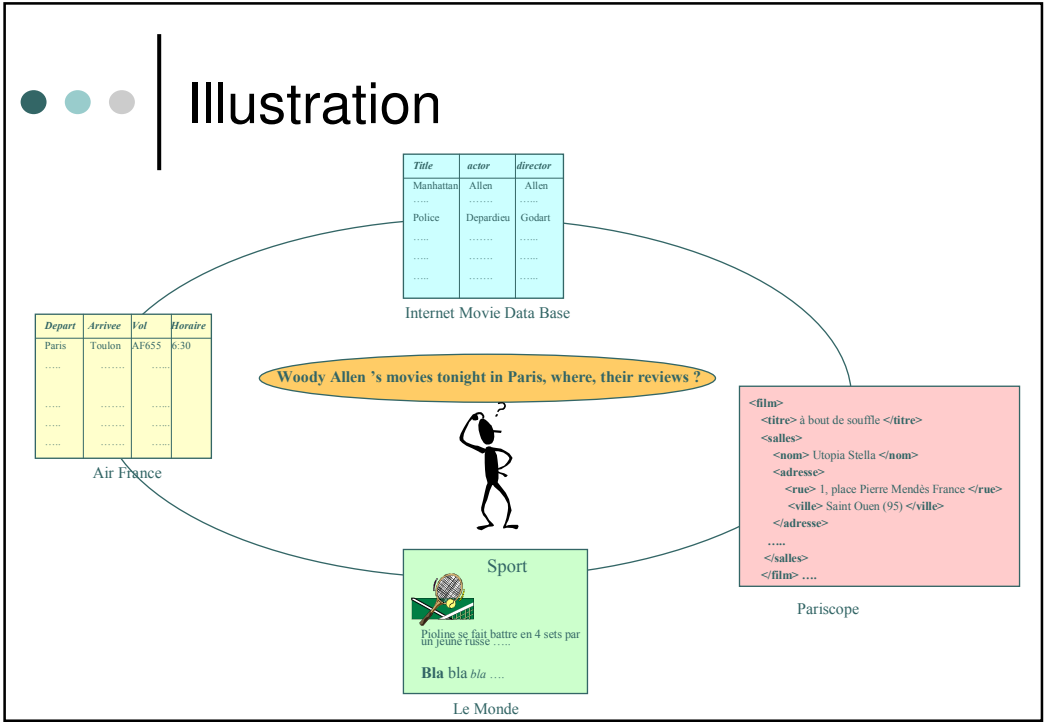 Illustration
Title actor director
Manhattan Allen Allen
….. ……. …...
Police Depardieu Godart
….. ……. …...
….. ……. …...
….. ……. …...
Internet Movie Data Base
Depart Arrivee Vol Horaire
Paris Toulon AF655 6:30
….. ……. …...
….. ……. …...
….. ……. …...
….. ……. …...
Air France
Woody Allen ’s movies tonight in Paris, where, their reviews ?
?
<film>
<titre> à bout de souffle </titre>
<salles>
<nom> Utopia Stella </nom>
<adresse>
<rue> 1, place Pierre Mendès France </rue>
<ville> Saint Ouen (95) </ville>
</adresse>
…..
</salles>
</film> ….
Pariscope
Sport
Pioline se fait battre en 4 sets par
un jeune russe …..
Bla bla bla ….
Le Monde